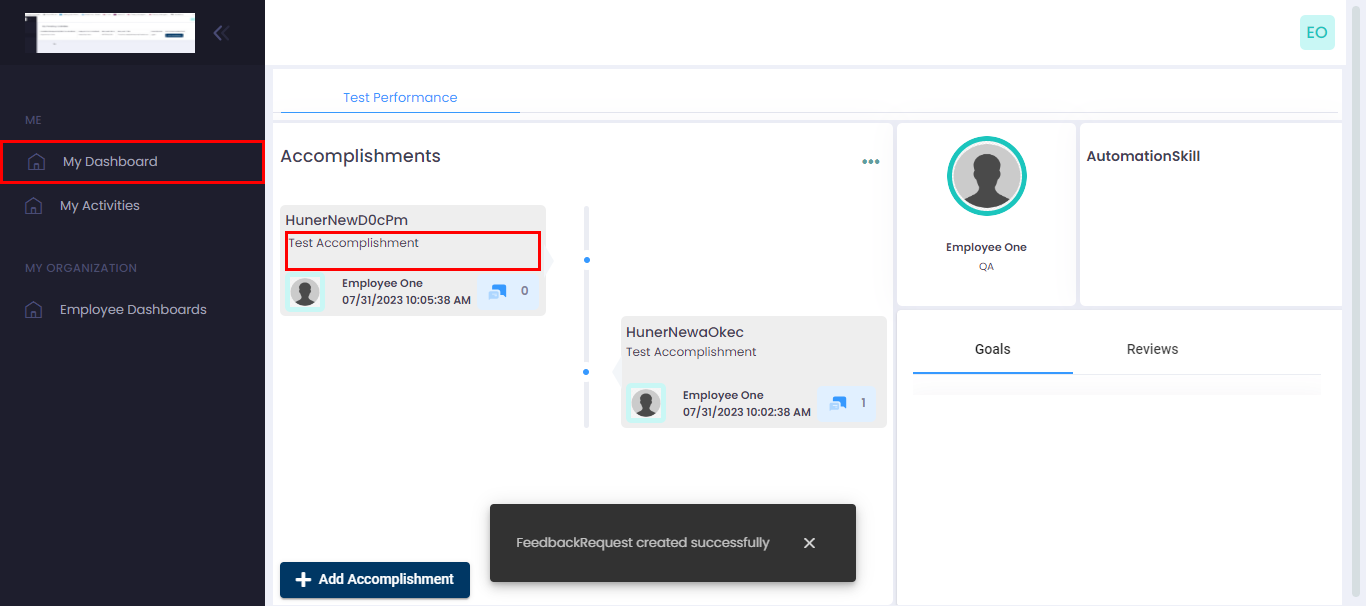 EO
ME
My Dashboard
My Activities
MY ORGANIZATION
Employee Dashboards
Test Performance
Accomplishments
HunerNewD0cPm
Test Accomplishment
Employee One
07/31/2023 10:05:38 AM
0
HunerNewaOkec
Test Accomplishment
Employee One
07/31/2023 10:02:38 AM
1
Add Accomplishment
Employee One
QA
AutomationSkill
Goals
Reviews
FeedbackRequest created successfully